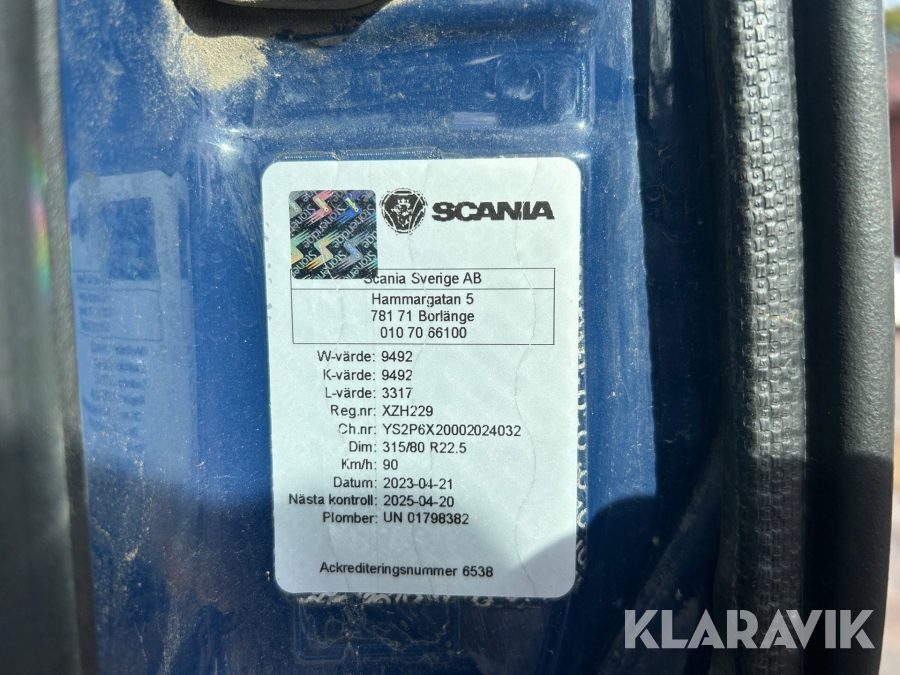 SCANIA
Scania Sverige AB
Hammargatan 5
781 71 Borlänge
010 70 66100
W-värde: 9492
K-värde: 9492
L-värde: 3317
Reg.nr: XZH229
Ch.nr: YS2P6X20002024032
Dim: 315/80 R22.5
Km/h: 90
Datum: 2023-04-21
Nästa kontroll: 2025-04-20
Plomber: UN 01798382
Ackrediteringsnummer 6538
KLARAVIK